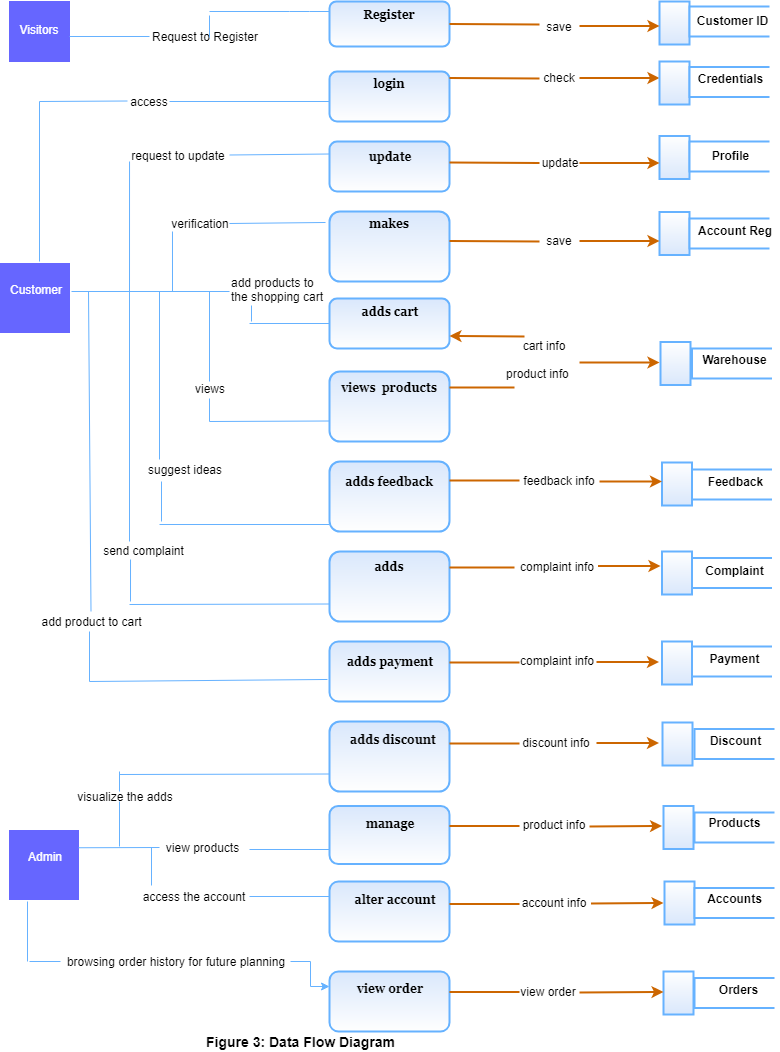 Visitors
Request to Register
Register
save
Customer ID
access
login
check
Credentials
request to update
update
update
Profile
verification
makes
save
Account Reg
Customer
add products to
the shopping cart
adds cart
cart info
product info
Warehouse
views
views products
suggest ideas
adds feedback
feedback info
Feedback
send complaint
adds
complaint info
Complaint
add product to cart
adds payment
complaint info
Payment
adds discount
discount info
Discount
visualize the adds
Admin
view products
manage
product info
Products
access the account
alter account
account info
Accounts
browsing order history for future planning
view order
view order
Orders
Figure 3: Data Flow Diagram